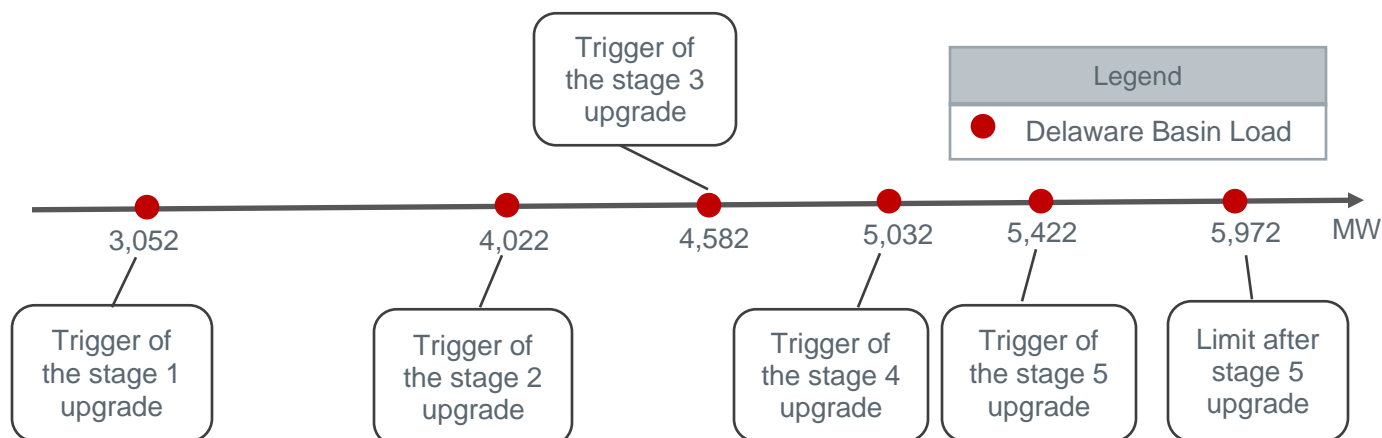 Trigger of
the stage 3
upgrade
Legend
Delaware Basin Load
3,052
4,022
4,582
5,032
5,422
5,972
MW
Trigger of
the stage 1
upgrade
Trigger of
the stage 2
upgrade
Trigger of
the stage 4
upgrade
Trigger of
the stage 5
upgrade
Limit after
stage 5
upgrade